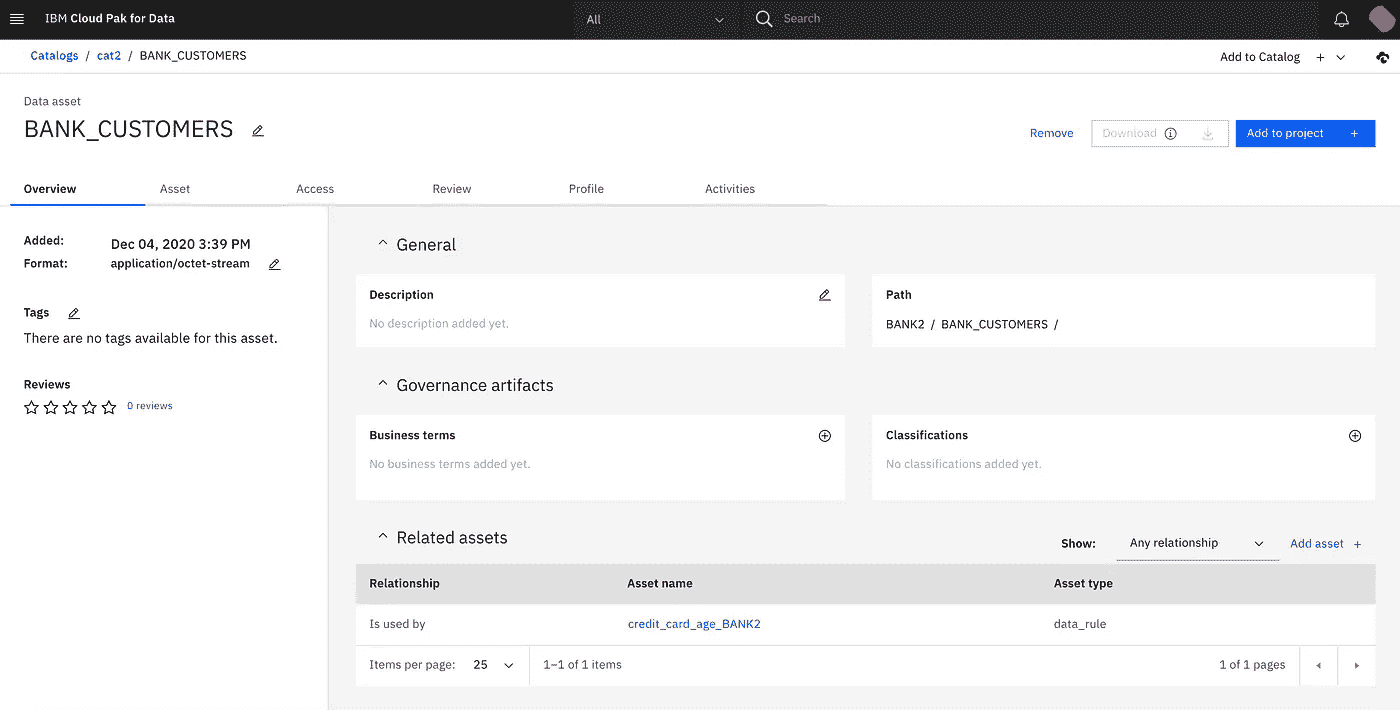 IBM Cloud Pak for Data
All
Search
Catalogs / cat2 / BANK_CUSTOMERS
Add to Catalog +
Data asset
BANK_CUSTOMERS
Remove
Download
Add to project +
Overview
Asset
Access
Review
Profile
Activities
Added: Dec 04, 2020 3:39 PM
Format: application/octet-stream
Tags
There are no tags available for this asset.
Reviews
0 reviews
General
Description
No description added yet.
Path
BANK2 / BANK_CUSTOMERS /
Governance artifacts
Business terms
No business terms added yet.
Classifications
No classifications added yet.
Related assets
Show: Any relationship
Add asset +
Relationship Asset name Asset type
Is used by credit_card_age_BANK2 data_rule
Items per page: 25 1–1 of 1 items 1 of 1 pages